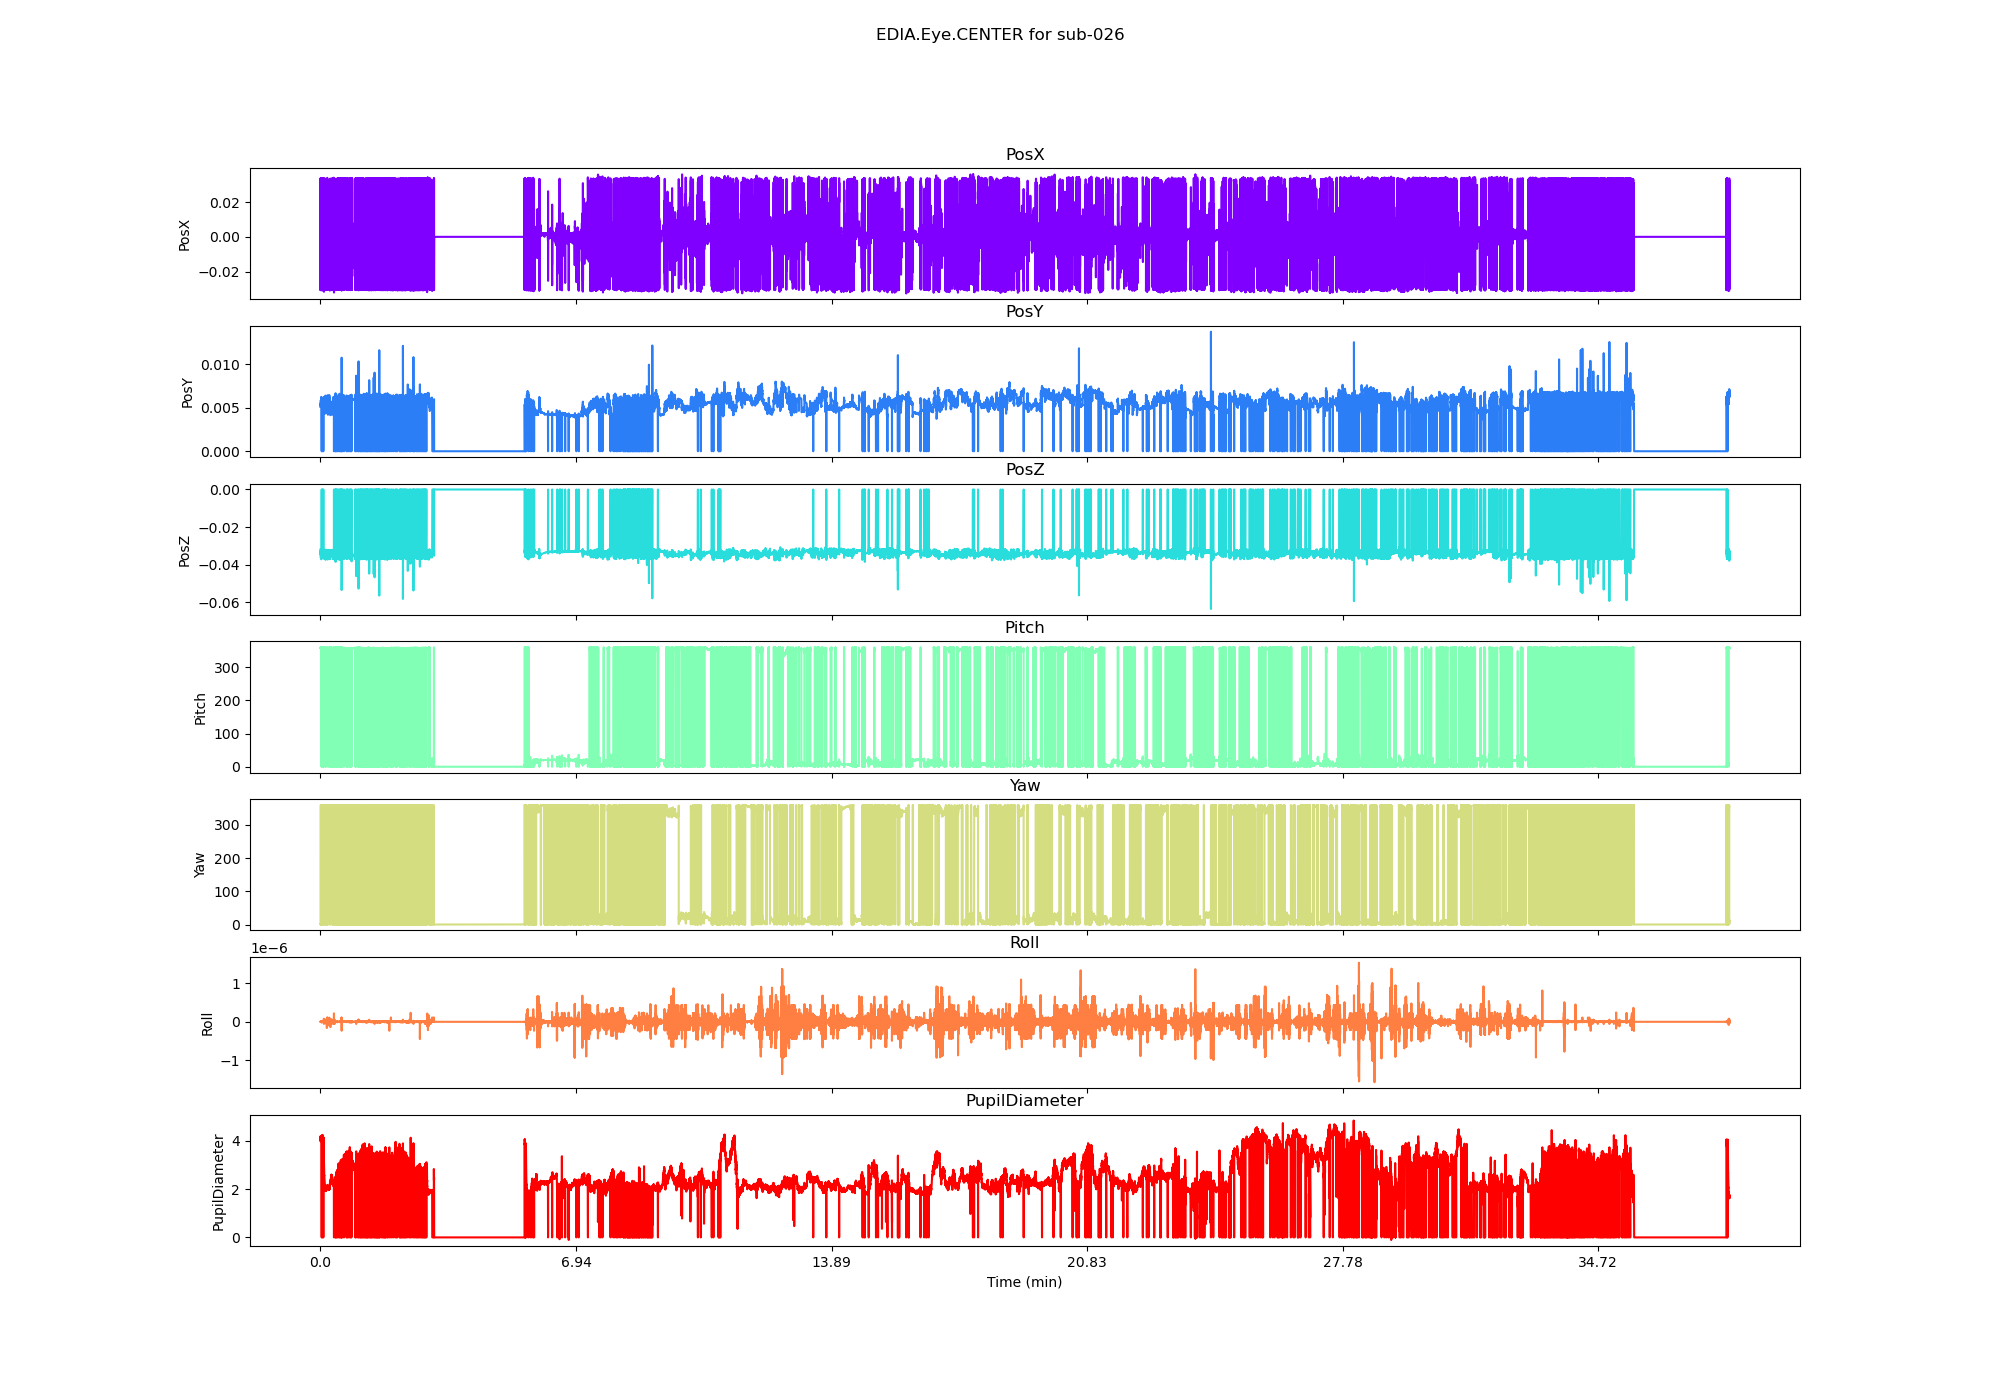 EDIA.Eye.CENTER for sub-026
PosX
PosX
0.02
0.00
−0.02
PosY
PosY
0.010
0.005
0.000
PosZ
PosZ
0.00
−0.02
−0.04
−0.06
Pitch
Pitch
300
200
100
0
Yaw
Yaw
300
200
100
0
1e−6
Roll
Roll
1
0
−1
PupilDiameter
PupilDiameter
4
2
0
0.0 6.94 13.89 20.83 27.78 34.72
Time (min)